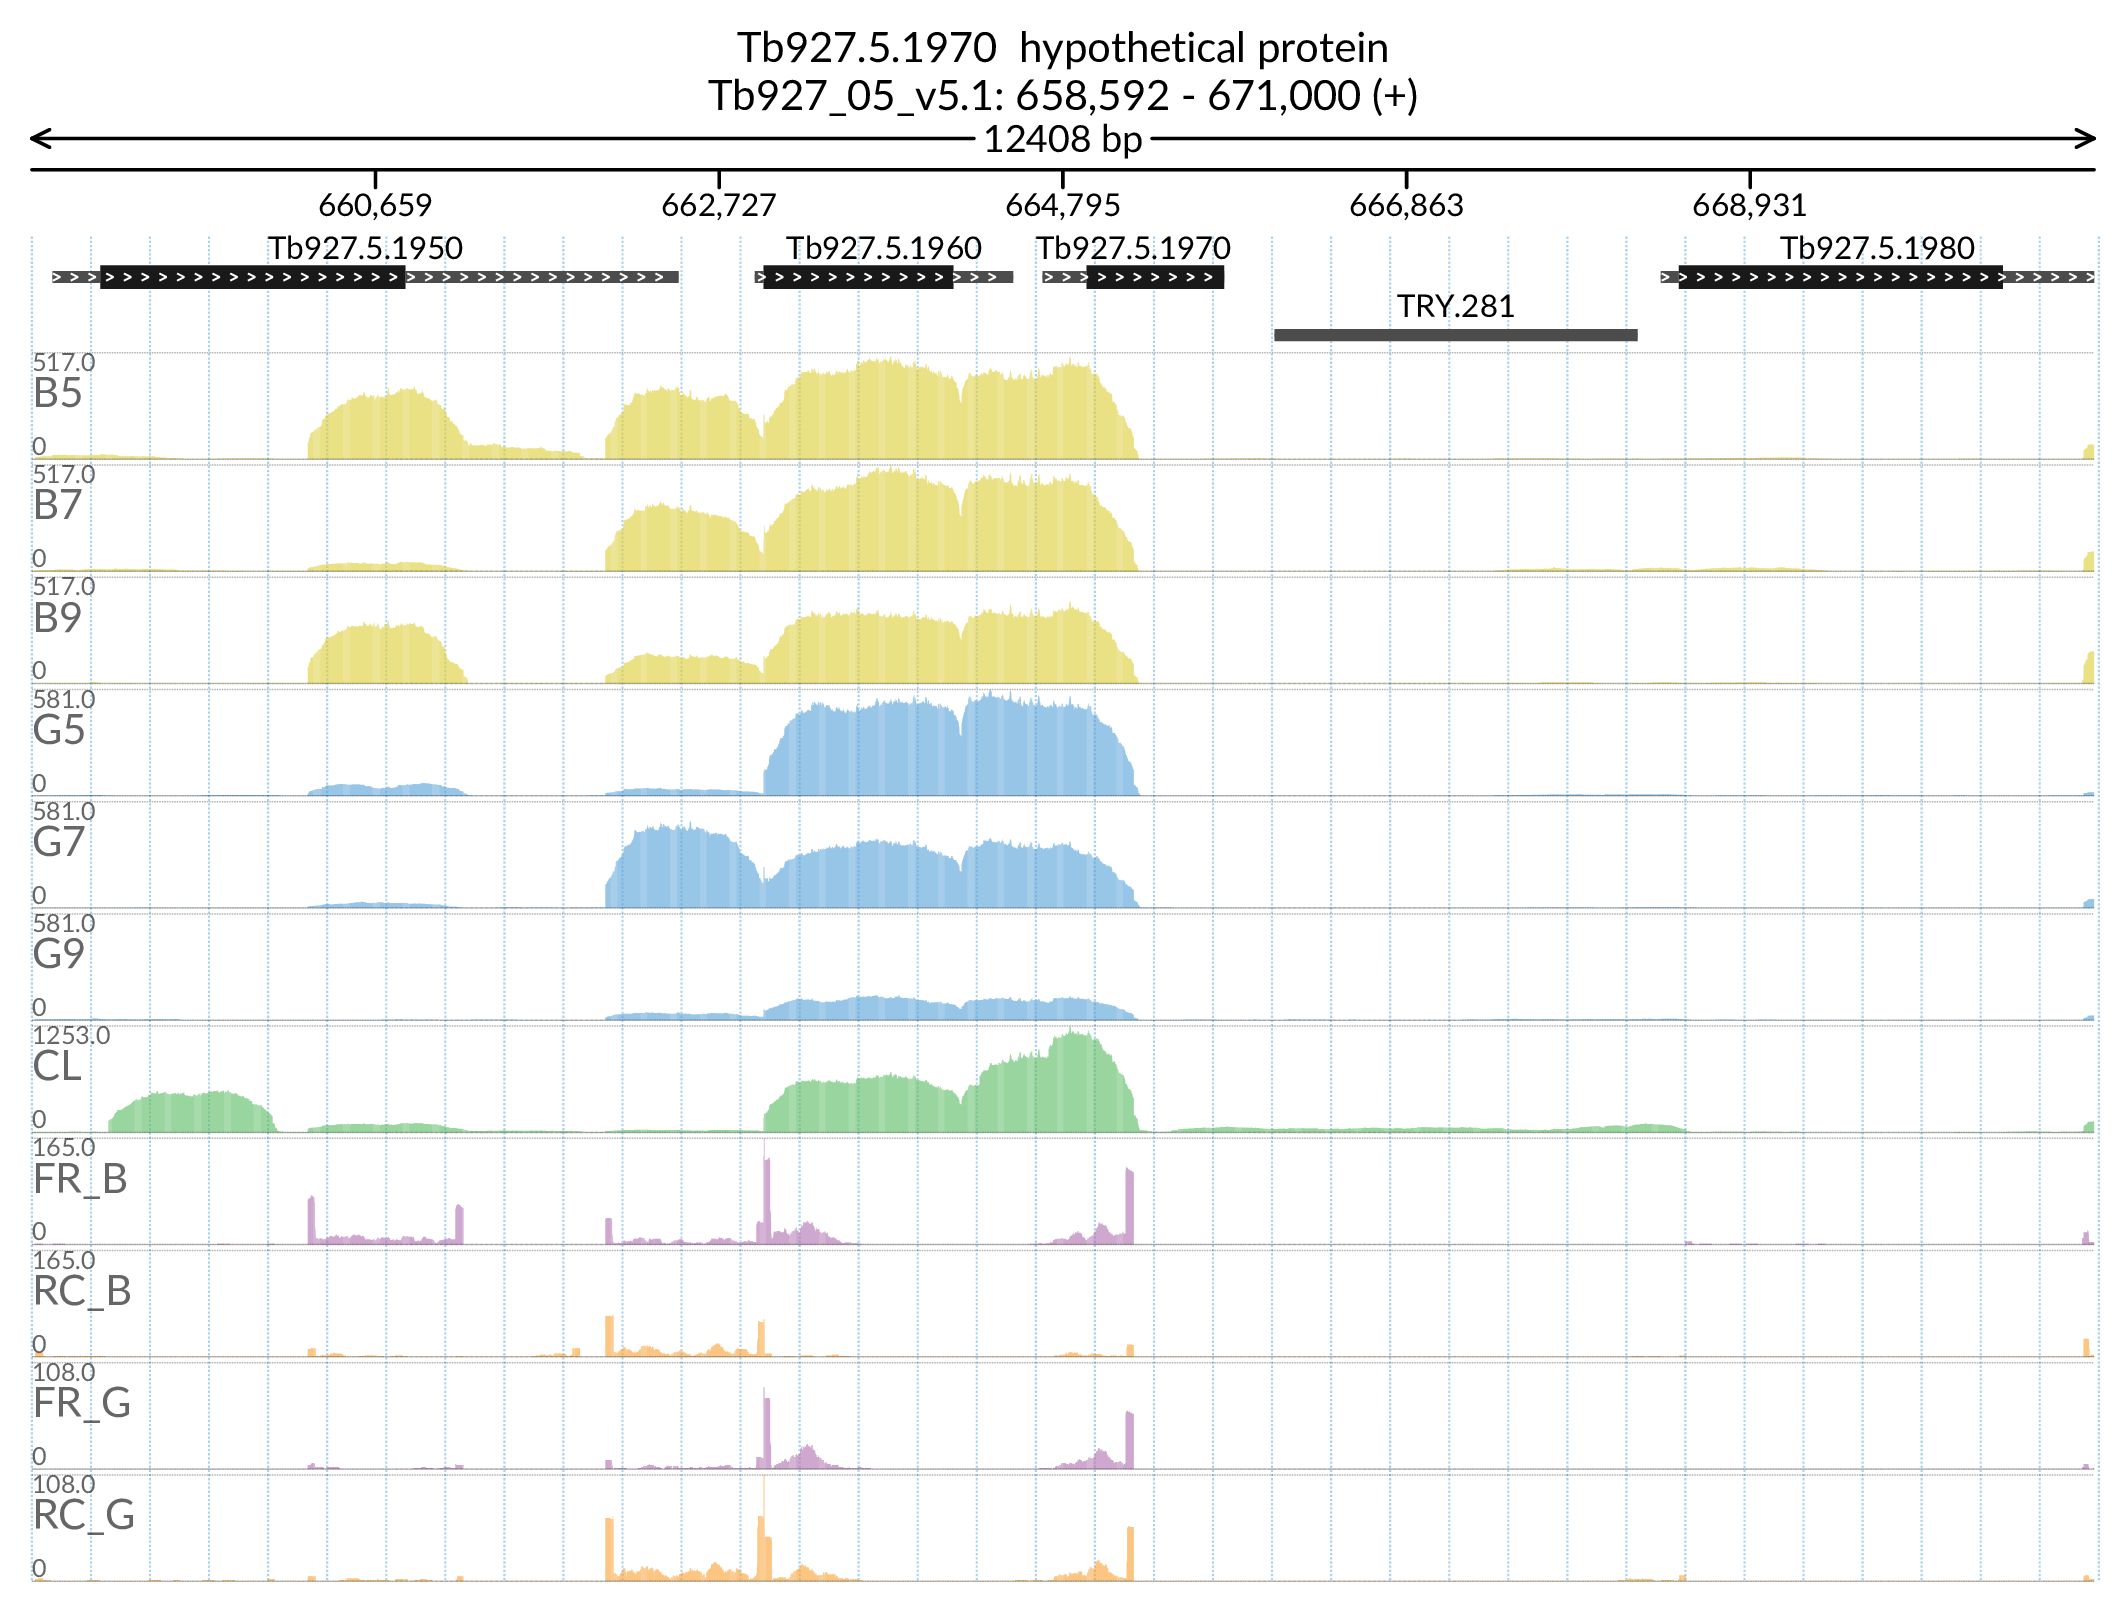 Tb927.5.1970 hypothetical protein
Tb927_05_v5.1: 658,592 - 671,000 (+)
12408 bp
660,659 662,727 664,795 666,863 668,931
Tb927.5.1950 Tb927.5.1960 Tb927.5.1970 Tb927.5.1980
TRY.281
517.0
B5
0
517.0
B7
0
517.0
B9
0
581.0
G5
0
581.0
G7
0
581.0
G9
0
1253.0
CL
0
165.0
FR_B
0
165.0
RC_B
0
108.0
FR_G
0
108.0
RC_G
0